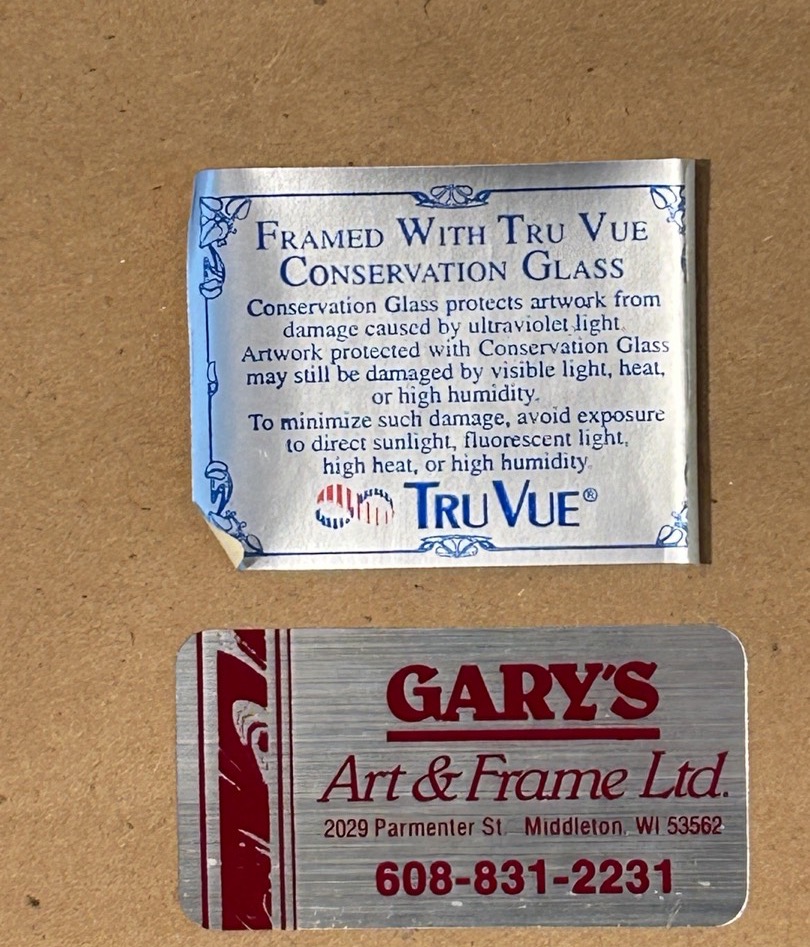 FRAMED WITH TRU VUE
CONSERVATION GLASS
Conservation Glass protects artwork from
damage caused by ultraviolet light.
Artwork protected with Conservation Glass
may still be damaged by visible light, heat,
or high humidity.
To minimize such damage, avoid exposure
to direct sunlight, fluorescent light,
high heat, or high humidity
TRU VUE®
GARY'S
Art & Frame Ltd.
2029 Parmenter St. Middleton, WI 53562
608-831-2231